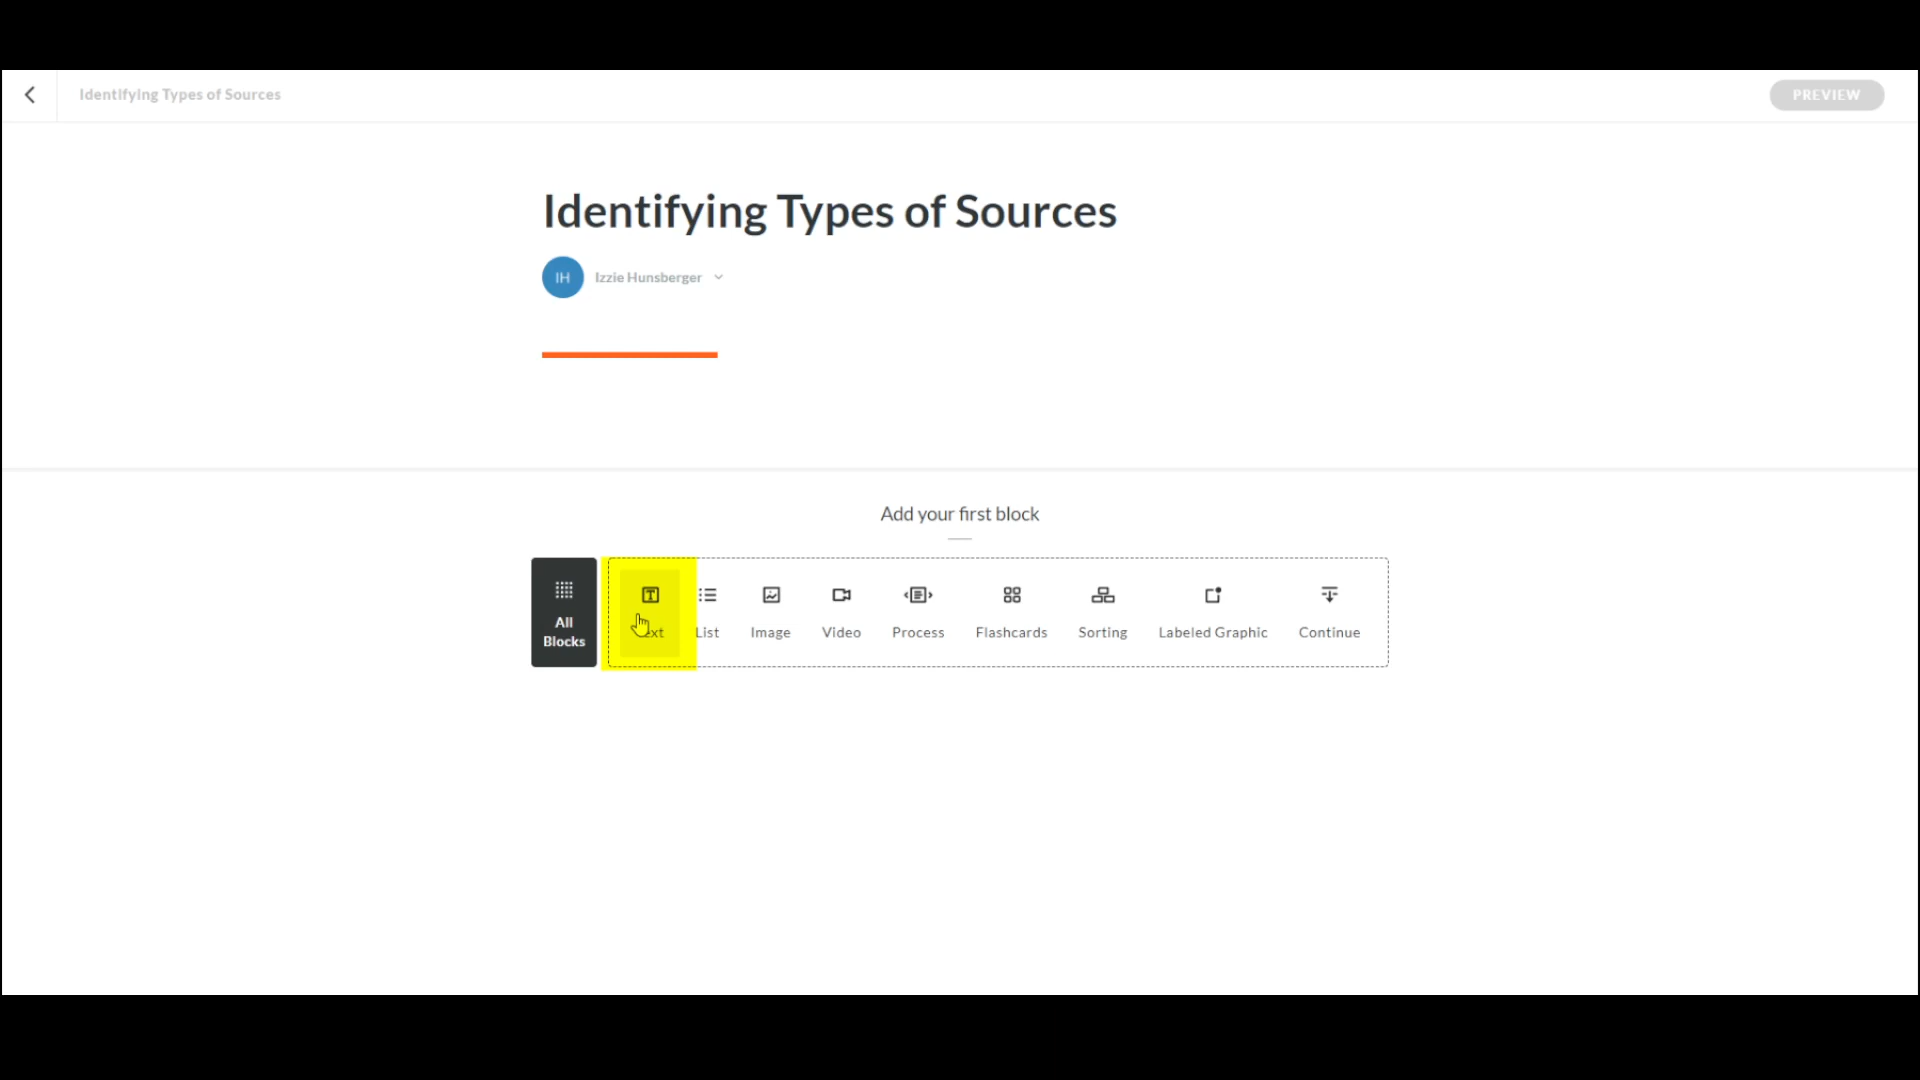 Identifying Types of Sources
PREVIEW
Identifying Types of Sources
IH Izzie Hunsberger
Add your first block
All Blocks
Text
List
Image
Video
Process
Flashcards
Sorting
Labeled Graphic
Continue